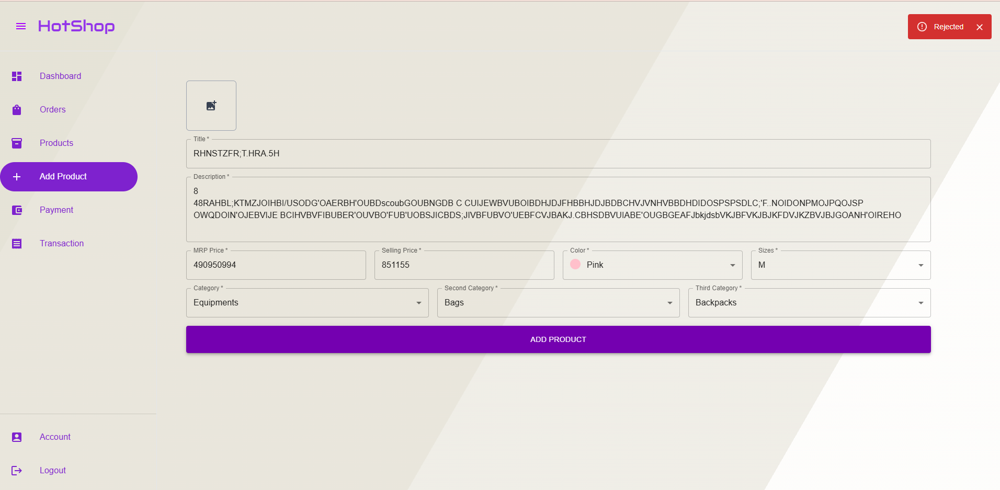 HotShop
Rejected
Dashboard
Orders
Products
Add Product
Payment
Transaction
Account
Logout
Title *
RHNSTZFR;T.HRA.5H
Description *
8
48RAHBL;KTMZJOIHBI/USODG'OAERBH'OUBDscoubGOUBNGDB C CUIJEWBVUBOIBDHJDJFHBBHJDJBDBCHVJVNHVBBDHDIDOSPSPSDLC;'F..NOIDONPMOJPQOJSP
OWQDOIN'OJEBVIJE BCIHVBVFIBUBER'OUVBO'FUB'UOBSJICBDS;JIVBFUBVO'UEBFCVJBAKJ.CBHSDBVUIABE'OUGBGEAFJbkjdsbVKJBFVKJBJKFDVJKZBVJBJGOANH'OIREHO
MRP Price *
490950994
Selling Price *
851155
Color *
Pink
Sizes *
M
Category *
Equipments
Second Category *
Bags
Third Category *
Backpacks
ADD PRODUCT